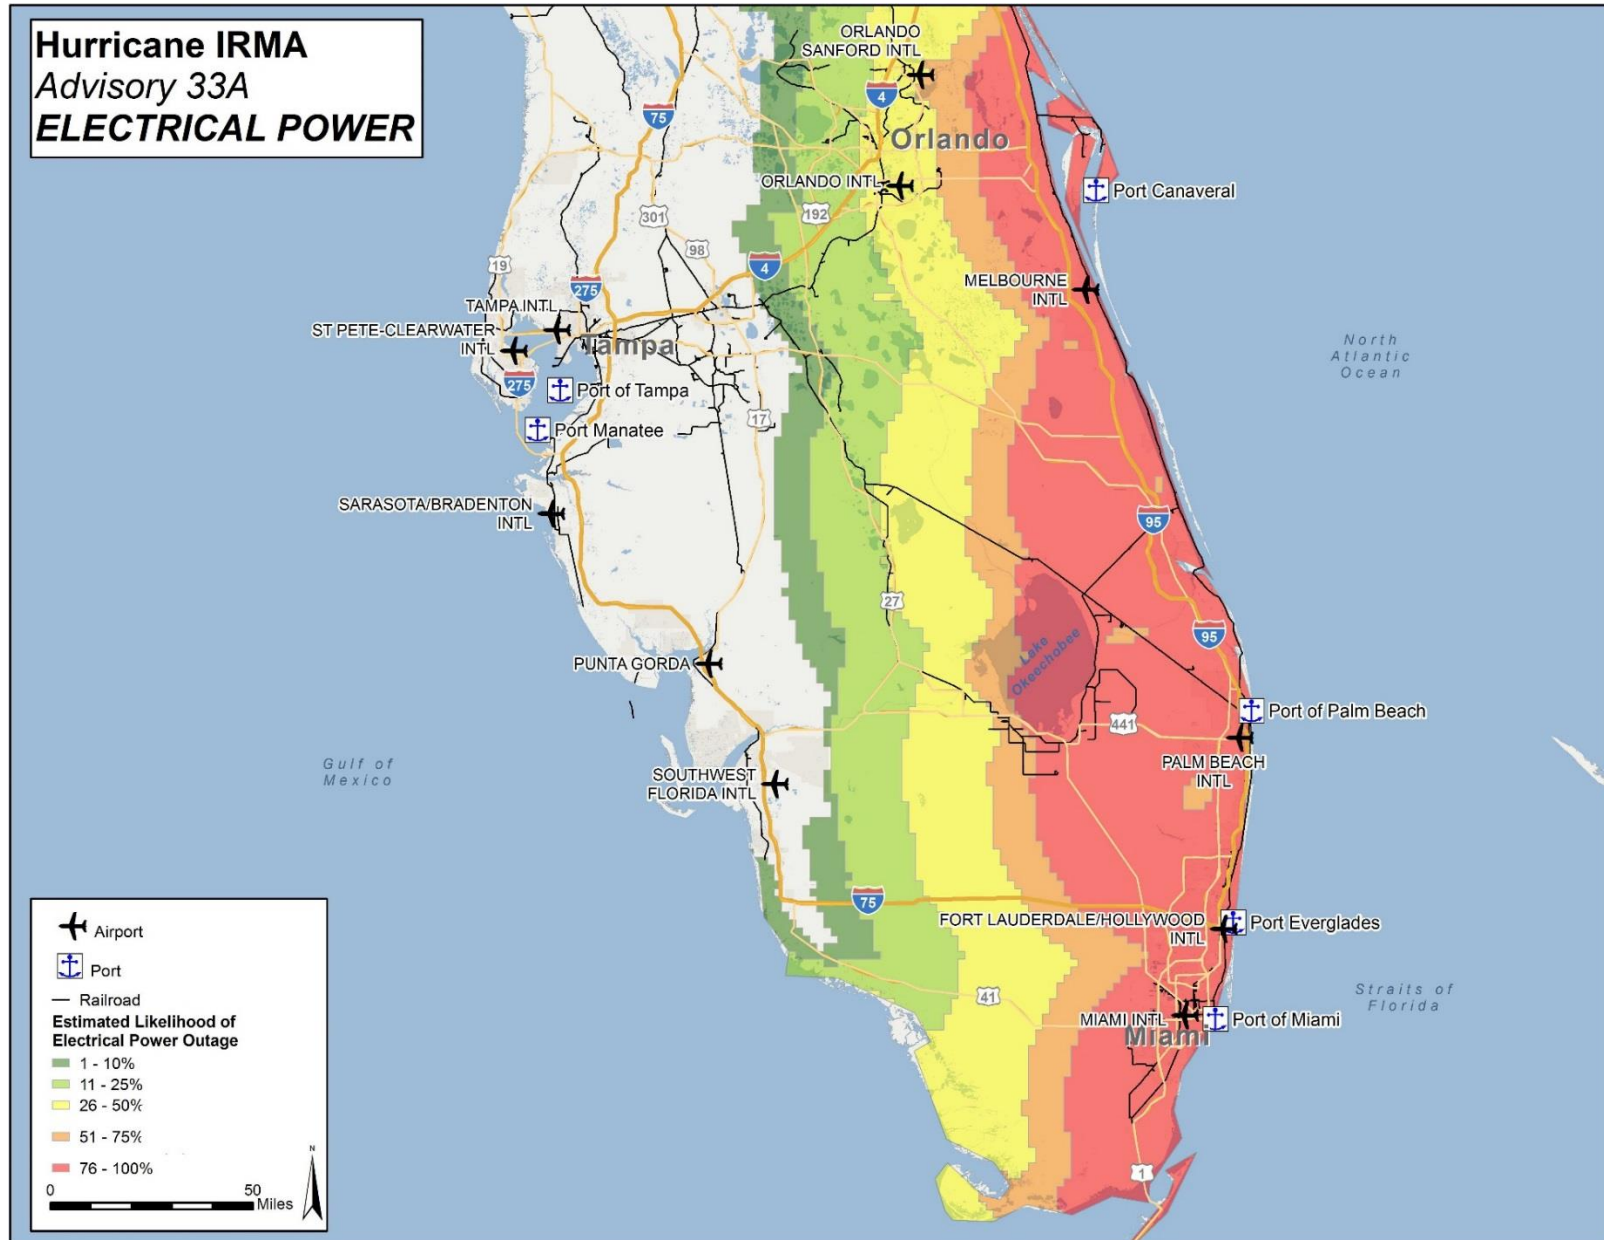 Hurricane IRMA
Advisory 33A
ELECTRICAL POWER
ORLANDO
SANFORD INTL
4
75
Orlando
ORLANDO INTL
Port Canaveral
192
301
98
19
4
275
MELBOURNE
INTL
TAMPA INTL
ST PETE-CLEARWATER
INTL
Tampa
275
Port of Tampa
North
Atlantic
Ocean
17
Port Manatee
SARASOTA/BRADENTON
INTL
95
27
95
Lake
Okeechobee
PUNTA GORDA
Port of Palm Beach
441
PALM BEACH
INTL
Gulf of
Mexico
SOUTHWEST
FLORIDA INTL
75
FORT LAUDERDALE/HOLLYWOOD
INTL
Port Everglades
41
Straits of
Florida
MIAMI INTL
Port of Miami
Miami
1
Airport
Port
Railroad
Estimated Likelihood of
Electrical Power Outage
1 - 10%
11 - 25%
26 - 50%
51 - 75%
76 - 100%
0 50
Miles
N